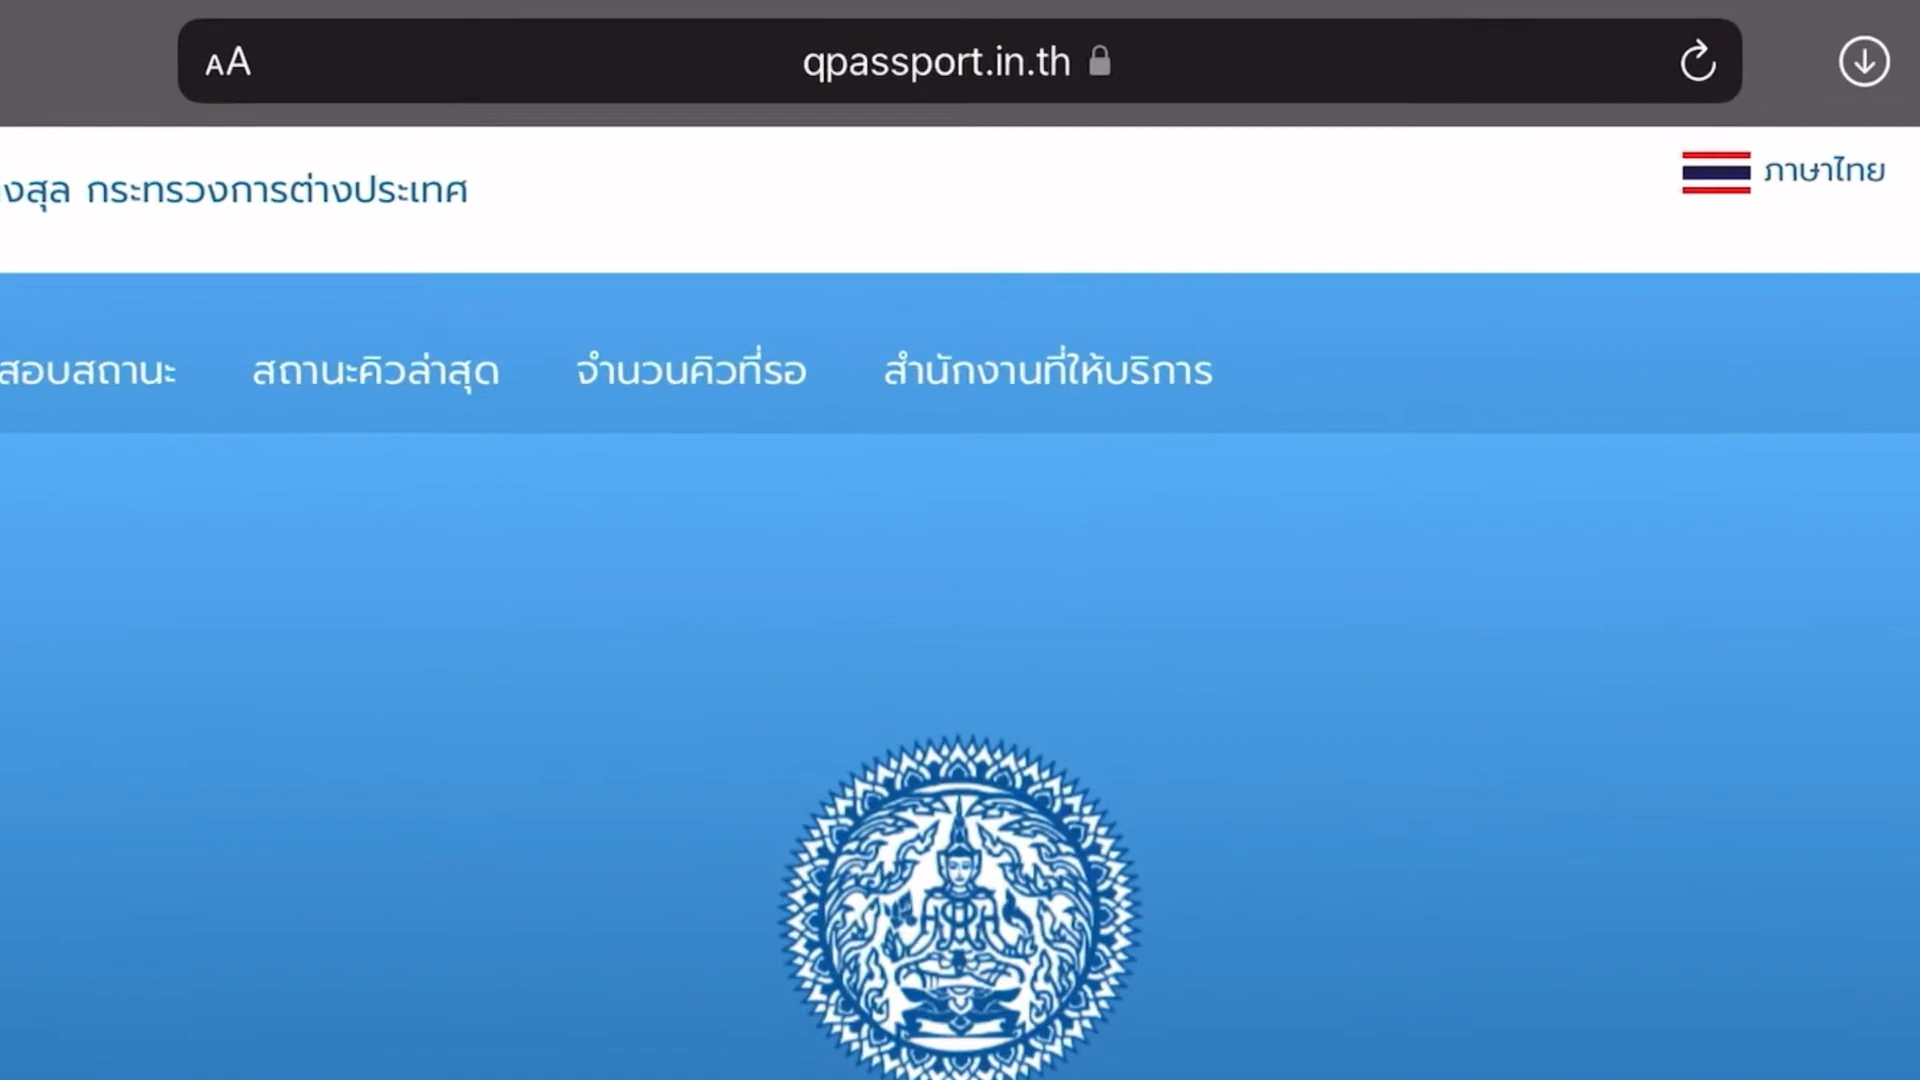 AA
qpassport.in.th
งสุล กระทรวงการต่างประเทศ
ภาษาไทย
สอบสถานะ สถานะคิวล่าสุด จำนวนคิวที่รอ สำนักงานที่ให้บริการ